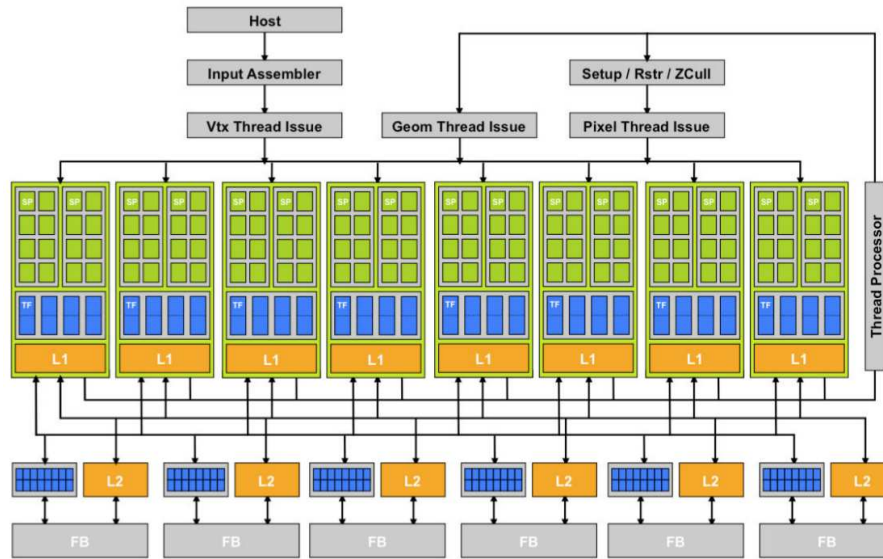 Host
Input Assembler
Setup / Rstr / ZCull
Vtx Thread Issue
Geom Thread Issue
Pixel Thread Issue
SP SP SP SP SP SP SP SP SP SP SP SP SP SP SP SP
Thread Processor
TF TF TF TF TF TF TF TF
L1 L1 L1 L1 L1 L1 L1 L1
L2 L2 L2 L2 L2 L2
FB FB FB FB FB FB